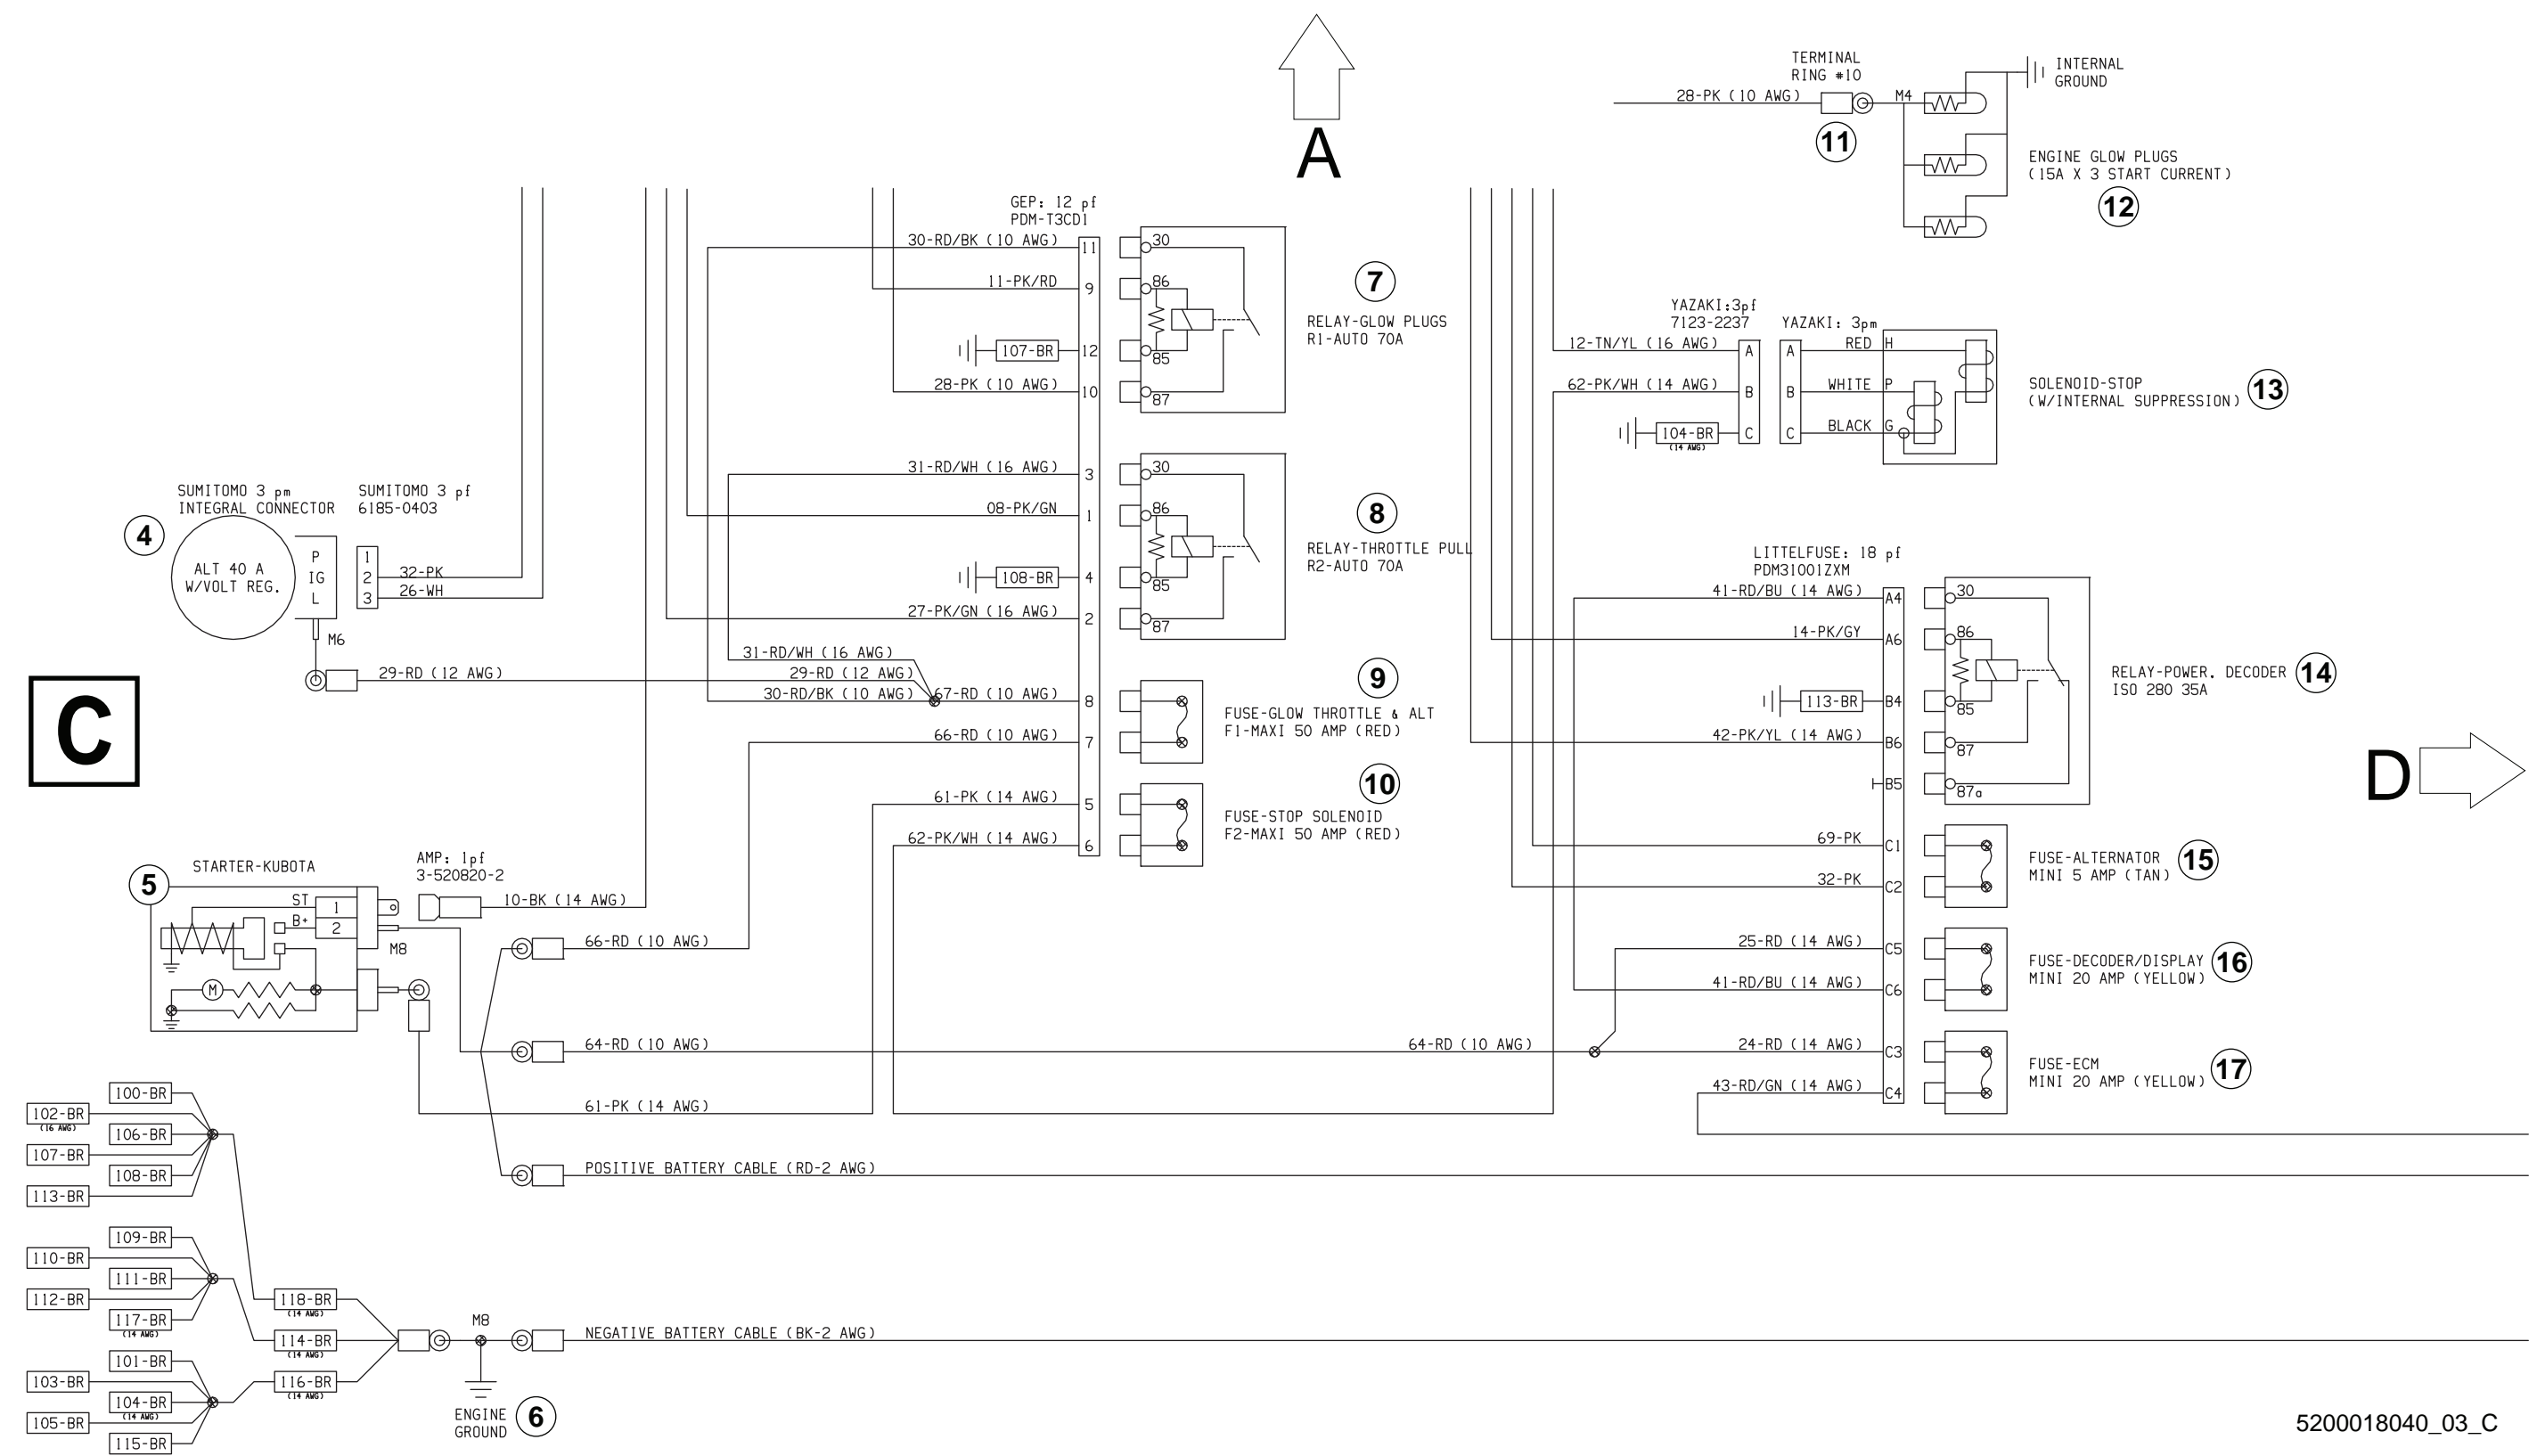 A
TERMINAL
RING #10
28-PK (10 AWG)
M4
11
INTERNAL
GROUND
ENGINE GLOW PLUGS
(15A X 3 START CURRENT)
12
GEP: 12 pf
PDM-T3CD1
30-RD/BK (10 AWG)
11
30
11-PK/RD
9
86
107-BR
12
85
28-PK (10 AWG)
10
87
7
RELAY-GLOW PLUGS
R1-AUTO 70A
31-RD/WH (16 AWG)
3
30
08-PK/GN
1
86
108-BR
4
85
27-PK/GN (16 AWG)
2
87
8
RELAY-THROTTLE PULL
R2-AUTO 70A
31-RD/WH (16 AWG)
29-RD (12 AWG)
30-RD/BK (10 AWG)
67-RD (10 AWG)
8
66-RD (10 AWG)
7
9
FUSE-GLOW THROTTLE & ALT
F1-MAXI 50 AMP (RED)
61-PK (14 AWG)
5
62-PK/WH (14 AWG)
6
10
FUSE-STOP SOLENOID
F2-MAXI 50 AMP (RED)
YAZAKI:3pf
7123-2237
YAZAKI: 3pm
12-TN/YL (16 AWG)
A
A
RED
H
62-PK/WH (14 AWG)
B
B
WHITE
P
104-BR
(14 AWG)
C
C
BLACK
G
SOLENOID-STOP
(W/INTERNAL SUPPRESSION)
13
SUMITOMO 3 pm
INTEGRAL CONNECTOR
SUMITOMO 3 pf
6185-0403
4
ALT 40 A
W/VOLT REG.
P
IG
L
1
2
3
32-PK
26-WH
M6
29-RD (12 AWG)
C
LITTELFUSE: 18 pf
PDM31001ZXM
41-RD/BU (14 AWG)
A4
30
14-PK/GY
A6
86
113-BR
B4
85
42-PK/YL (14 AWG)
B6
87
B5
87a
RELAY-POWER. DECODER
ISO 280 35A
14
D
69-PK
C1
32-PK
C2
FUSE-ALTERNATOR
MINI 5 AMP (TAN)
15
25-RD (14 AWG)
C5
41-RD/BU (14 AWG)
C6
FUSE-DECODER/DISPLAY
MINI 20 AMP (YELLOW)
16
64-RD (10 AWG)
24-RD (14 AWG)
C3
43-RD/GN (14 AWG)
C4
FUSE-ECM
MINI 20 AMP (YELLOW)
17
5
STARTER-KUBOTA
AMP: 1pf
3-520820-2
ST
1
B+
2
M8
M
10-BK (14 AWG)
66-RD (10 AWG)
64-RD (10 AWG)
61-PK (14 AWG)
POSITIVE BATTERY CABLE (RD-2 AWG)
100-BR
102-BR
(16 AWG)
106-BR
107-BR
108-BR
113-BR
109-BR
110-BR
111-BR
112-BR
117-BR
(14 AWG)
101-BR
103-BR
104-BR
(14 AWG)
105-BR
115-BR
118-BR
(14 AWG)
114-BR
(14 AWG)
116-BR
(14 AWG)
M8
NEGATIVE BATTERY CABLE (BK-2 AWG)
ENGINE
GROUND
6
5200018040_03_C